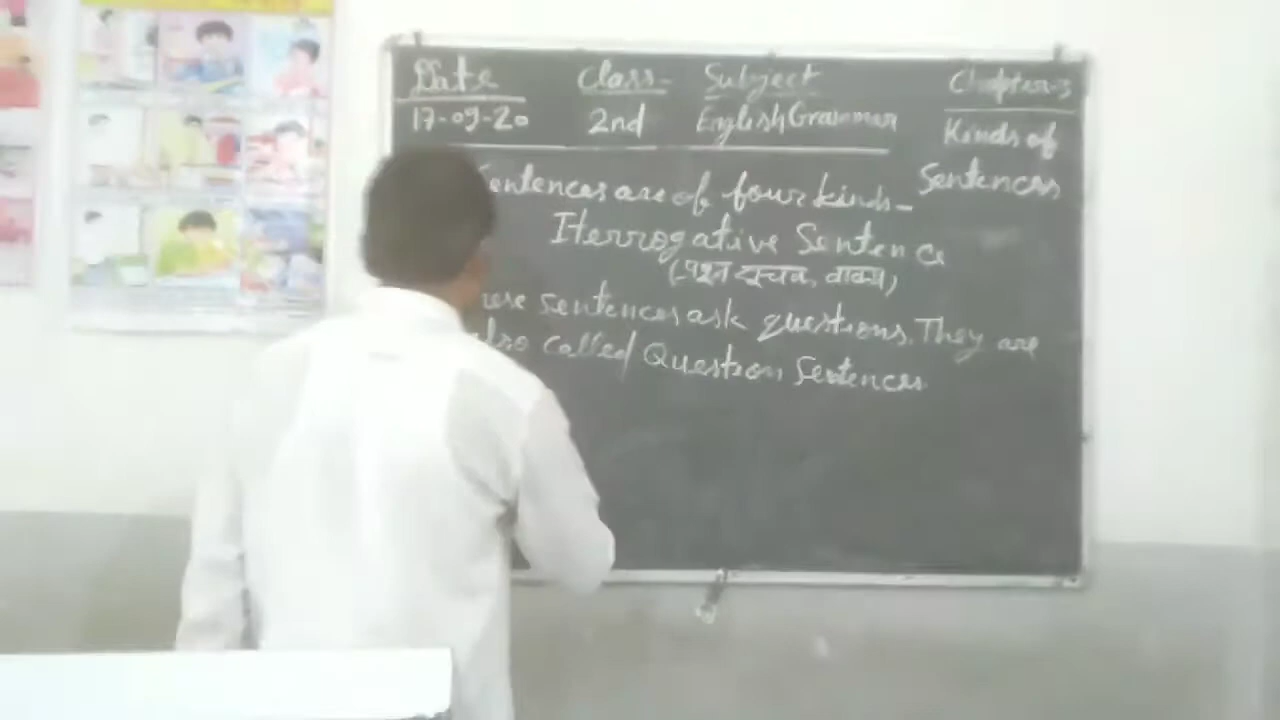 Date Class- Subject Chapter-3
17-09-20 2nd English Grammar Kinds of
Sentences
Sentences are of four kinds-
Iterrogative Sentence
(प्रश्न सूचक वाक्य)
sentences ask questions. They are
also called Question Sentences